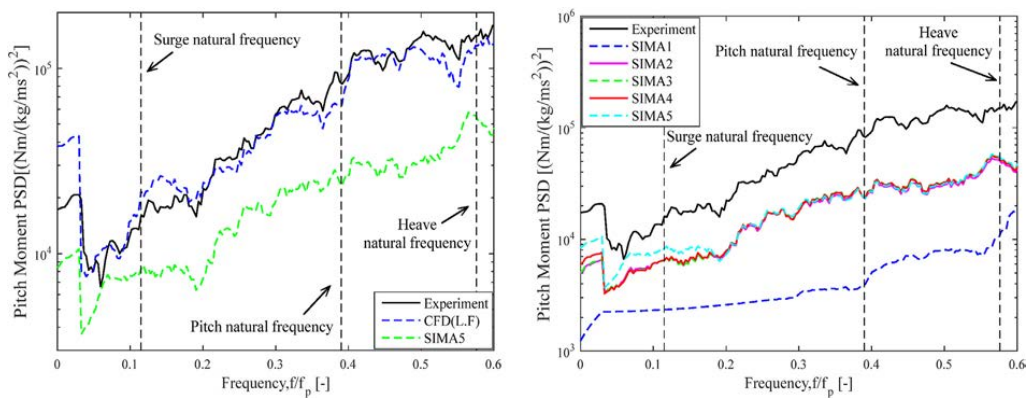 Pitch Moment PSD[(Nm/(kg/ms²))²]
10⁵
10⁴
Surge natural frequency
Heave
natural frequency
Pitch natural frequency
Experiment
CFD(L.F)
SIMA5
0 0.1 0.2 0.3 0.4 0.5 0.6
Frequency,f/fₚ [-]
Pitch Moment PSD [(Nm/(kg/ms²))²]
10⁶
10⁵
10⁴
10³
Experiment
SIMA1
SIMA2
SIMA3
SIMA4
SIMA5
Heave
natural frequency
Pitch natural frequency
Surge natural frequency
0 0.1 0.2 0.3 0.4 0.5 0.6
Frequency,f/fₚ [-]